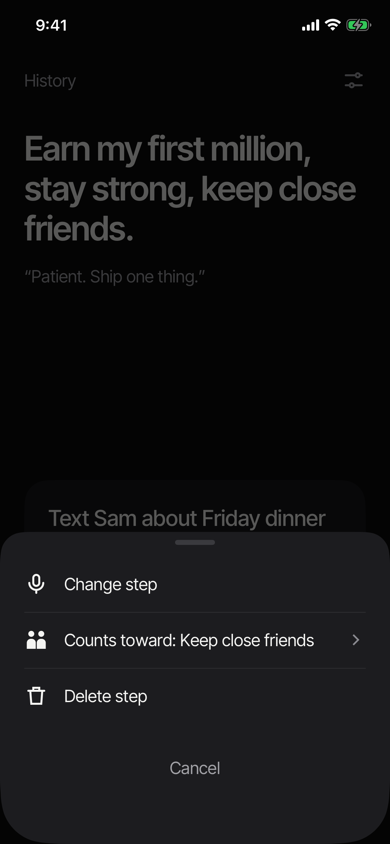 9:41
History
Earn my first million,
stay strong, keep close
friends.
“Patient. Ship one thing.”
Text Sam about Friday dinner
Change step
Counts toward: Keep close friends
Delete step
Cancel